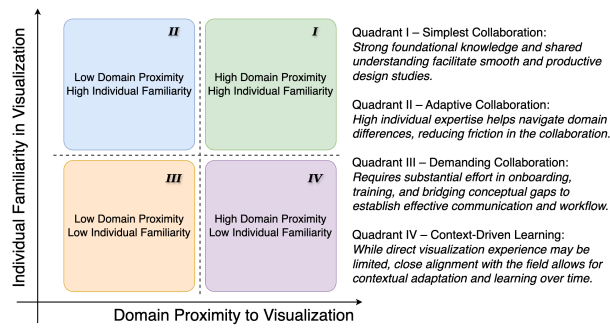 Individual Familiarity in Visualization
II
Low Domain Proximity
High Individual Familiarity
I
High Domain Proximity
High Individual Familiarity
III
Low Domain Proximity
Low Individual Familiarity
IV
High Domain Proximity
Low Individual Familiarity
Domain Proximity to Visualization
Quadrant I – Simplest Collaboration:
Strong foundational knowledge and shared
understanding facilitate smooth and productive
design studies.
Quadrant II – Adaptive Collaboration:
High individual expertise helps navigate domain
differences, reducing friction in the collaboration.
Quadrant III – Demanding Collaboration:
Requires substantial effort in onboarding,
training, and bridging conceptual gaps to
establish effective communication and workflow.
Quadrant IV – Context-Driven Learning:
While direct visualization experience may be
limited, close alignment with the field allows for
contextual adaptation and learning over time.